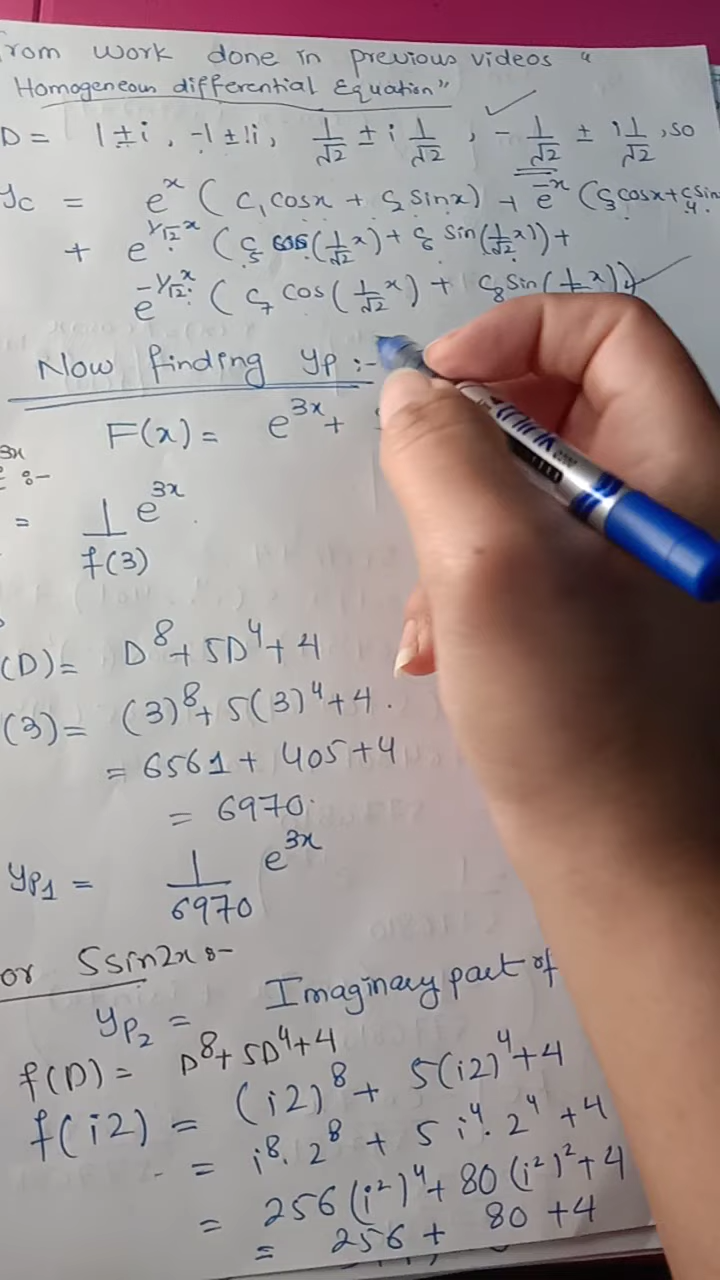 rom work done in previous videos "
Homogeneous differential Equation"
D = 1±i, -1±1i, 1/√2 ± i 1/√2, - 1/√2 ± i 1/√2, so
yc = e^x (c1 cosx + c2 sinx) + e^-x (c3 cosx + c4 sin
+ e^1/√2 x (c5 cos(1/√2 x) + c6 sin(1/√2 x)) +
e^-1/√2 x (c7 cos(1/√2 x) + c8 sin(1/√2 x))
Now finding yp :-
F(x) = e^3x +
3x :-
= 1/f(3) e^3x
(D) = D^8 + 5D^4 + 4
(3) = (3)^8 + 5(3)^4 + 4.
= 6561 + 405 + 4
= 6970.
yp1 = 1/6970 e^3x
or 5sin2x :-
yp2 = Imaginary part of
f(D) = D^8 + 5D^4 + 4
f(i2) = (i2)^8 + 5(i2)^4 + 4
= i^8. 2^8 + 5 i^4. 2^4 + 4
= 256 (i^2)^4 + 80 (i^2)^2 + 4
= 256 + 80 + 4